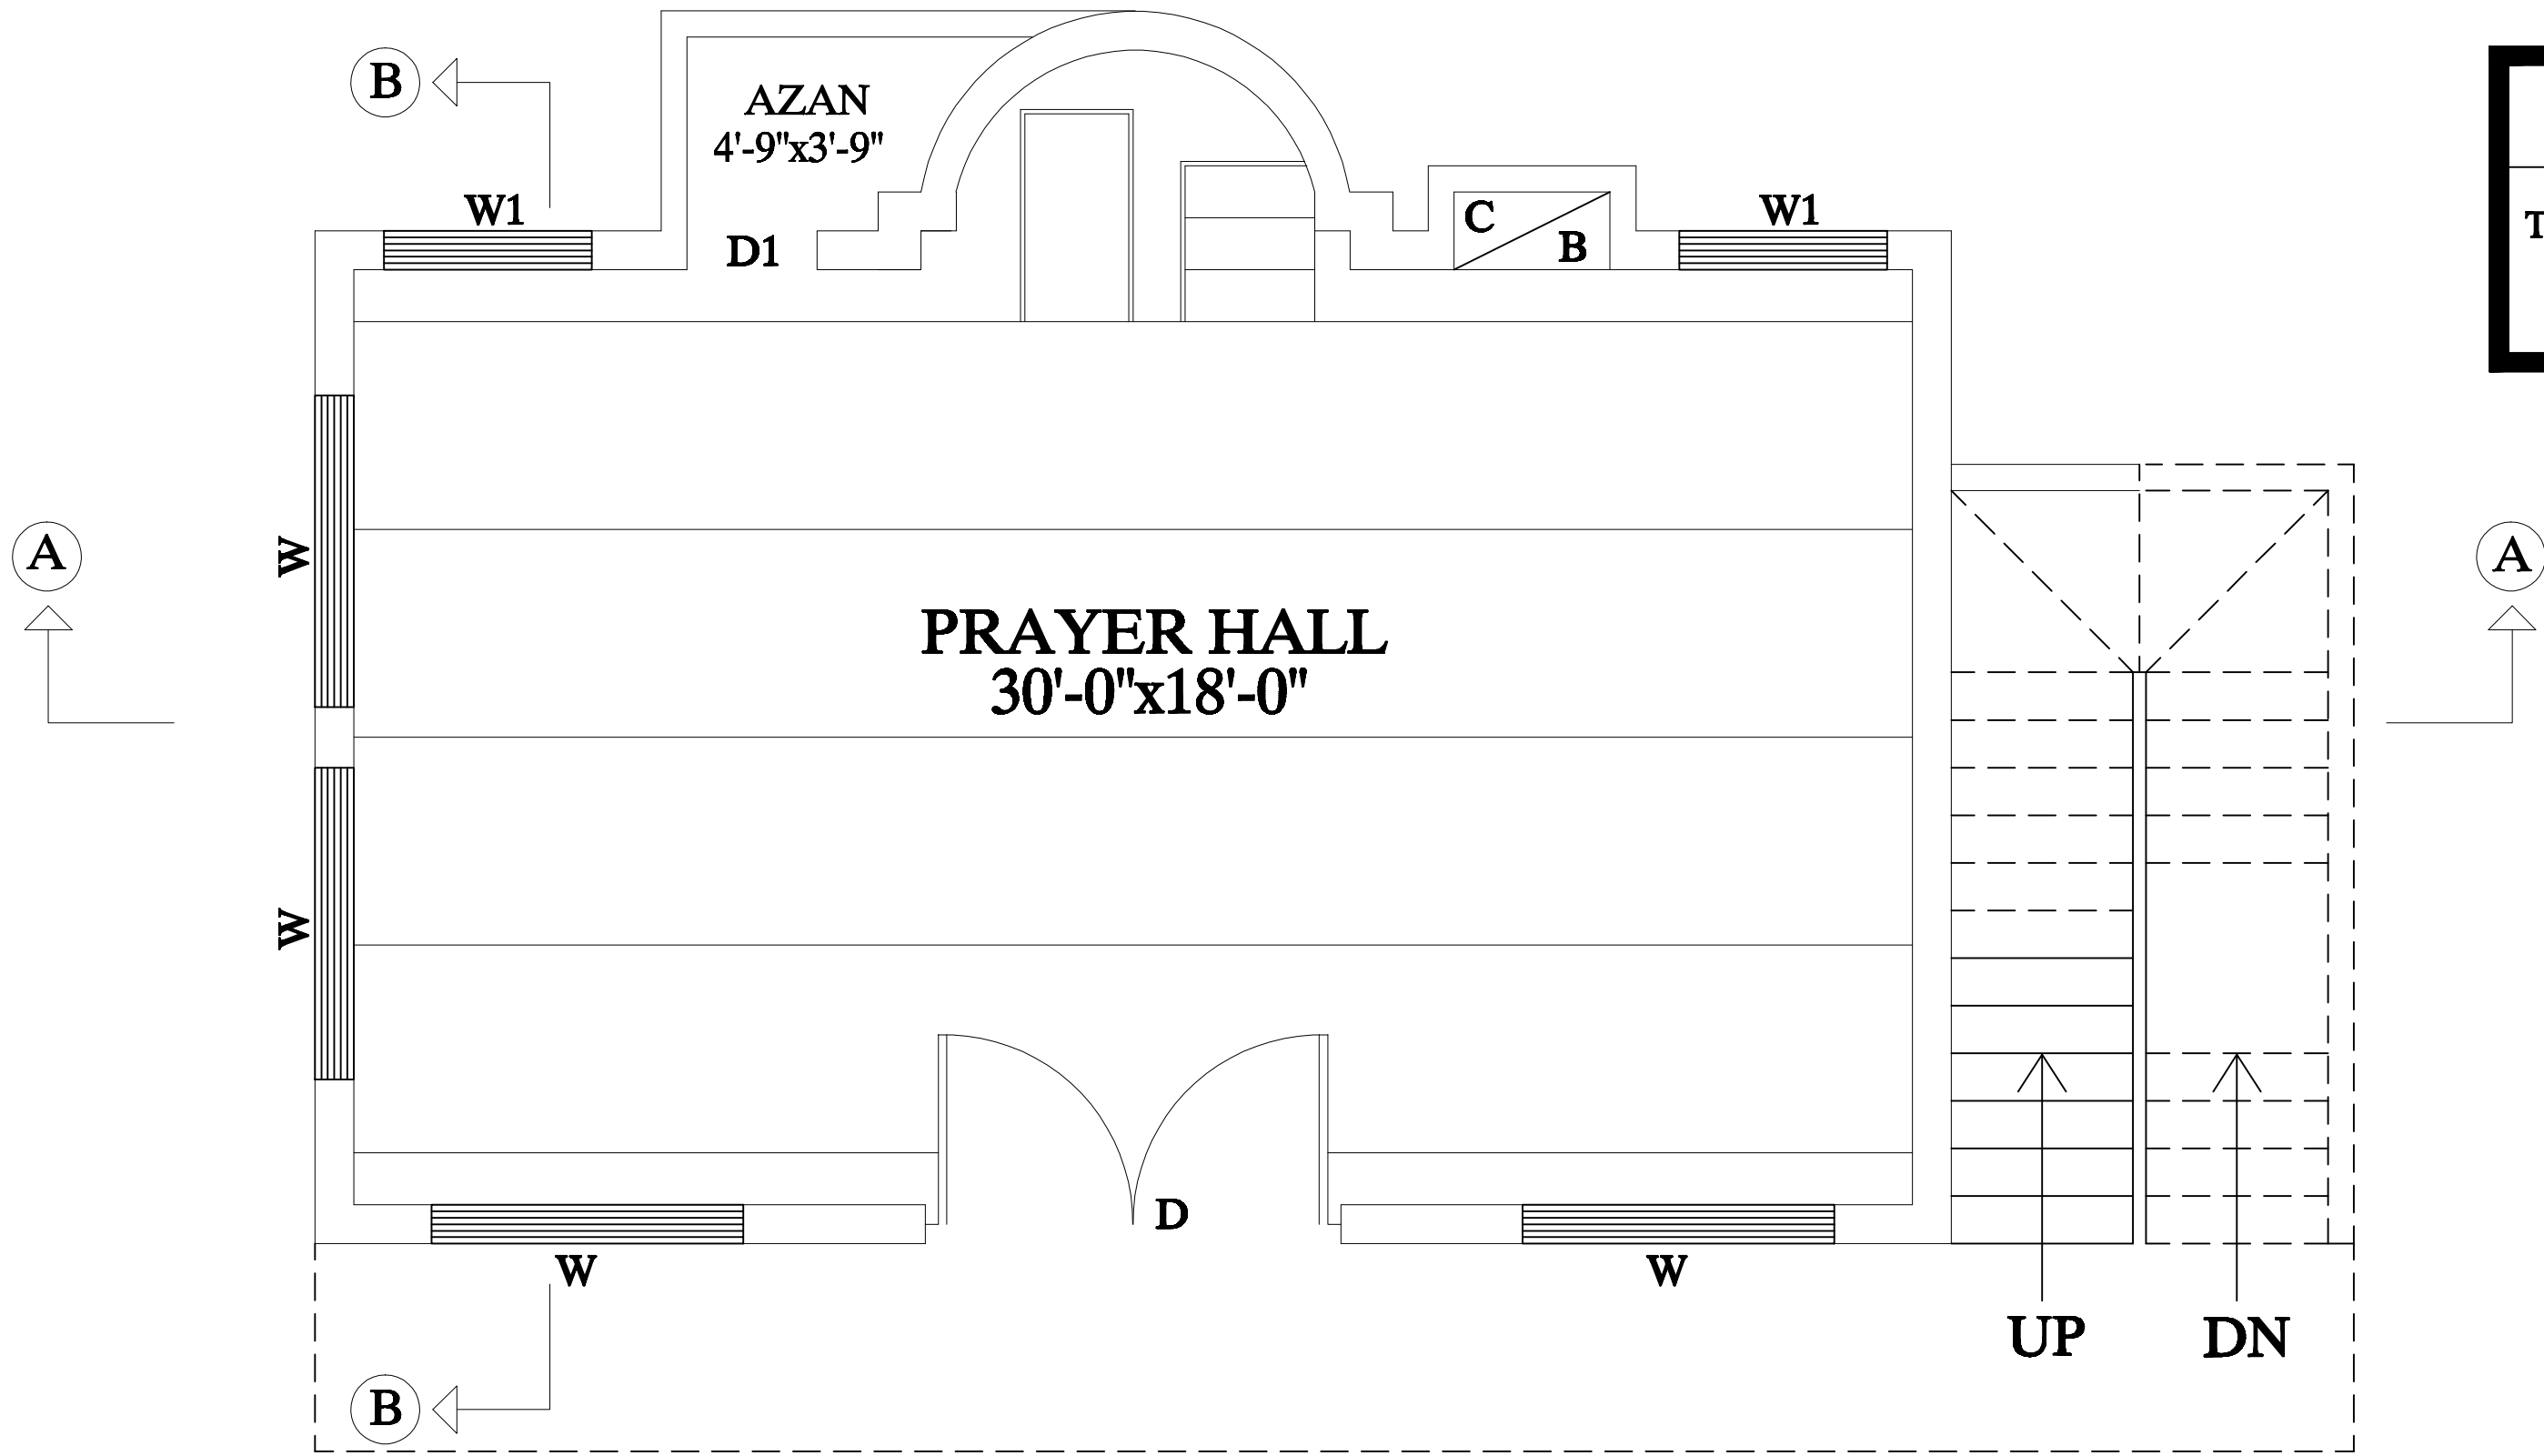 B
AZAN
4'-9"x3'-9"
W1
D1
C
B
W1
T
W
A
A
PRAYER HALL
30'-0"x18'-0"
W
D
W
W
UP
DN
B